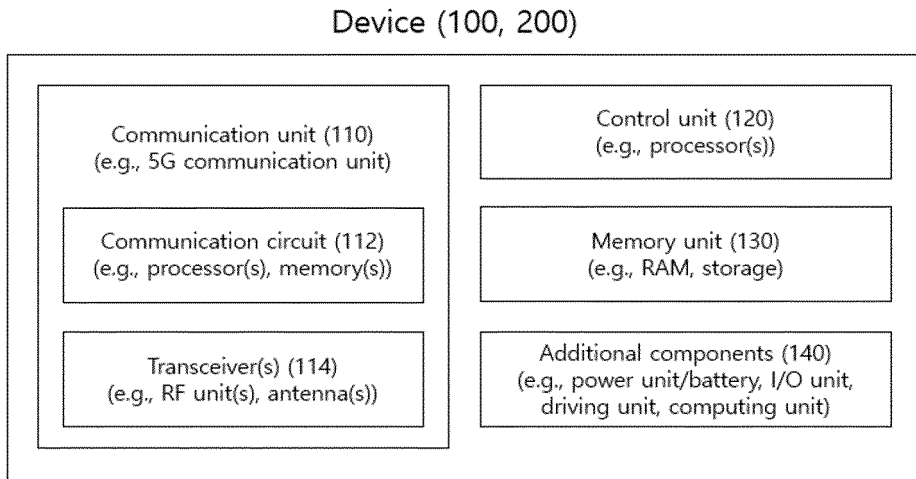 Device (100, 200)
Communication unit (110)
(e.g., 5G communication unit)
Communication circuit (112)
(e.g., processor(s), memory(s))
Transceiver(s) (114)
(e.g., RF unit(s), antenna(s))
Control unit (120)
(e.g., processor(s))
Memory unit (130)
(e.g., RAM, storage)
Additional components (140)
(e.g., power unit/battery, I/O unit,
driving unit, computing unit)